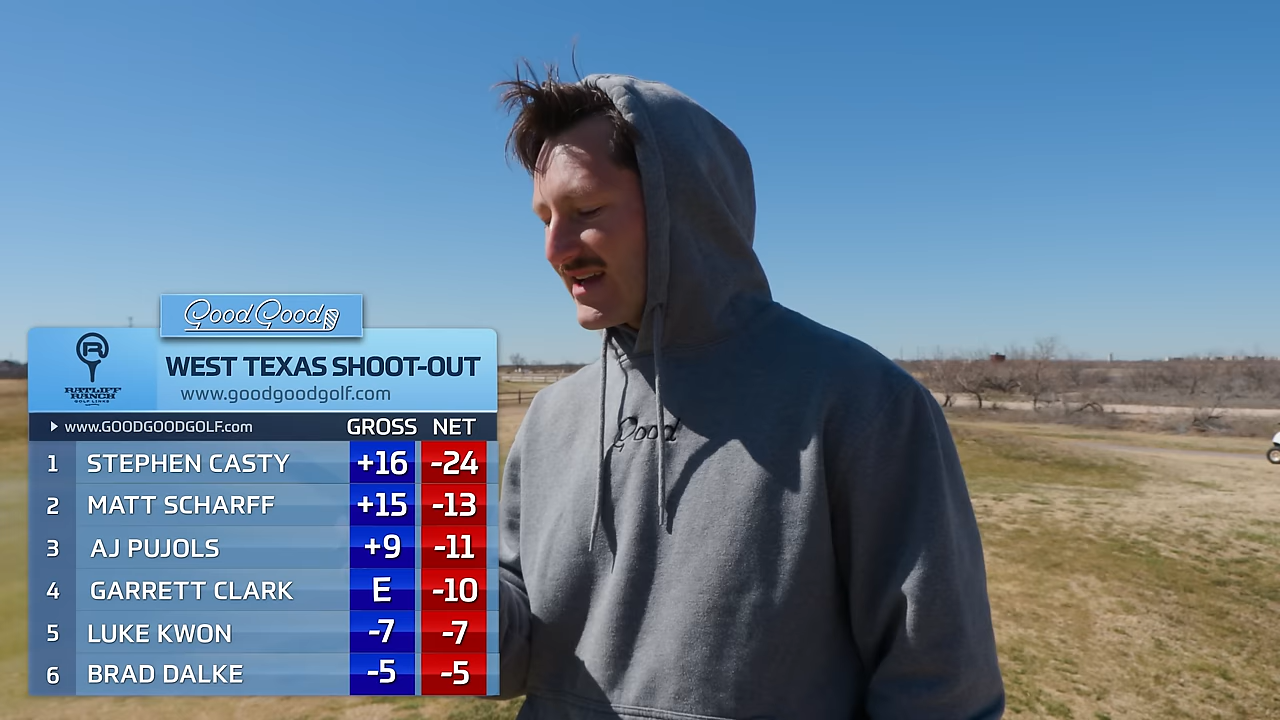 GoodGood
WEST TEXAS SHOOT-OUT
www.goodgoodgolf.com
R
RATLIFF
RANCH
GOLF LINKS
www.GOODGOODGOLF.com GROSS NET
1 STEPHEN CASTY +16 -24
2 MATT SCHARFF +15 -13
3 AJ PUJOLS +9 -11
4 GARRETT CLARK E -10
5 LUKE KWON -7 -7
6 BRAD DALKE -5 -5
Good